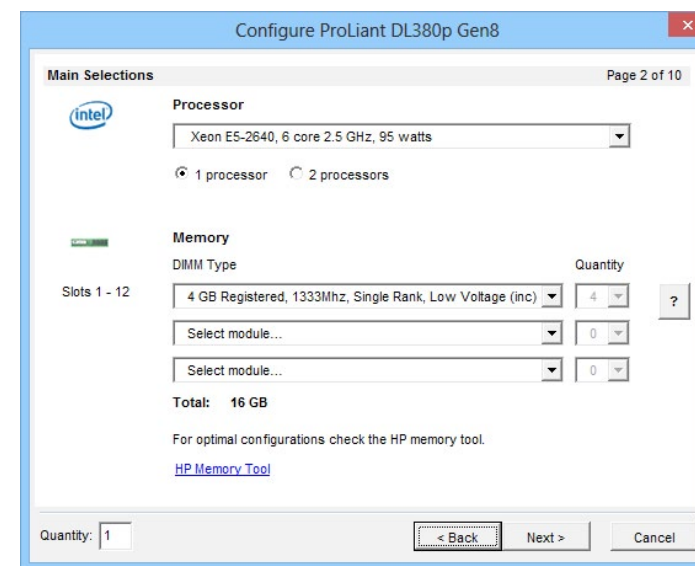 Configure ProLiant DL380p Gen8
Main Selections Page 2 of 10
intel
Processor
Xeon E5-2640, 6 core 2.5 GHz, 95 watts
1 processor 2 processors
Memory
DIMM Type Quantity
Slots 1 - 12
4 GB Registered, 1333Mhz, Single Rank, Low Voltage (inc) 4 ?
Select module... 0
Select module... 0
Total: 16 GB
For optimal configurations check the HP memory tool.
HP Memory Tool
Quantity: 1 < Back Next > Cancel